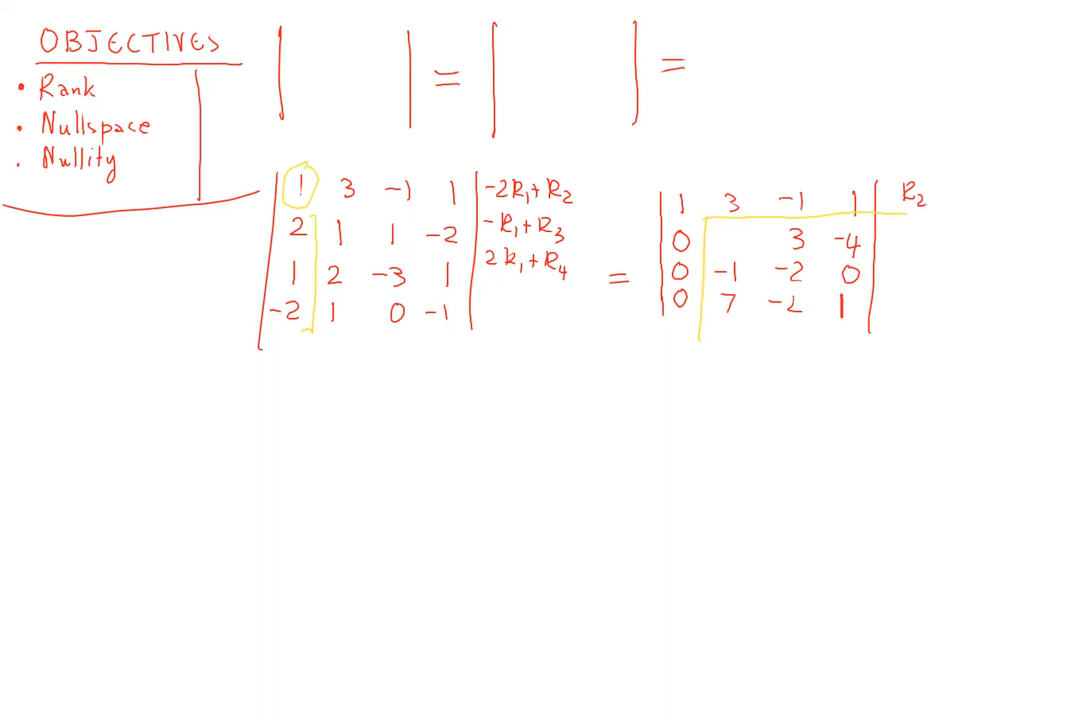 OBJECTIVES
• Rank
• Nullspace
• Nullity
| | = | | =
| 1 3 -1 1 | -2R₁+R₂
| 2 1 1 -2 | -R₁+R₃
| 1 2 -3 1 | 2R₁+R₄
| -2 1 0 -1 |
=
| 1 3 -1 1 | R₂
| 0 3 -4 |
| 0 -1 -2 0 |
| 0 7 -2 1 |